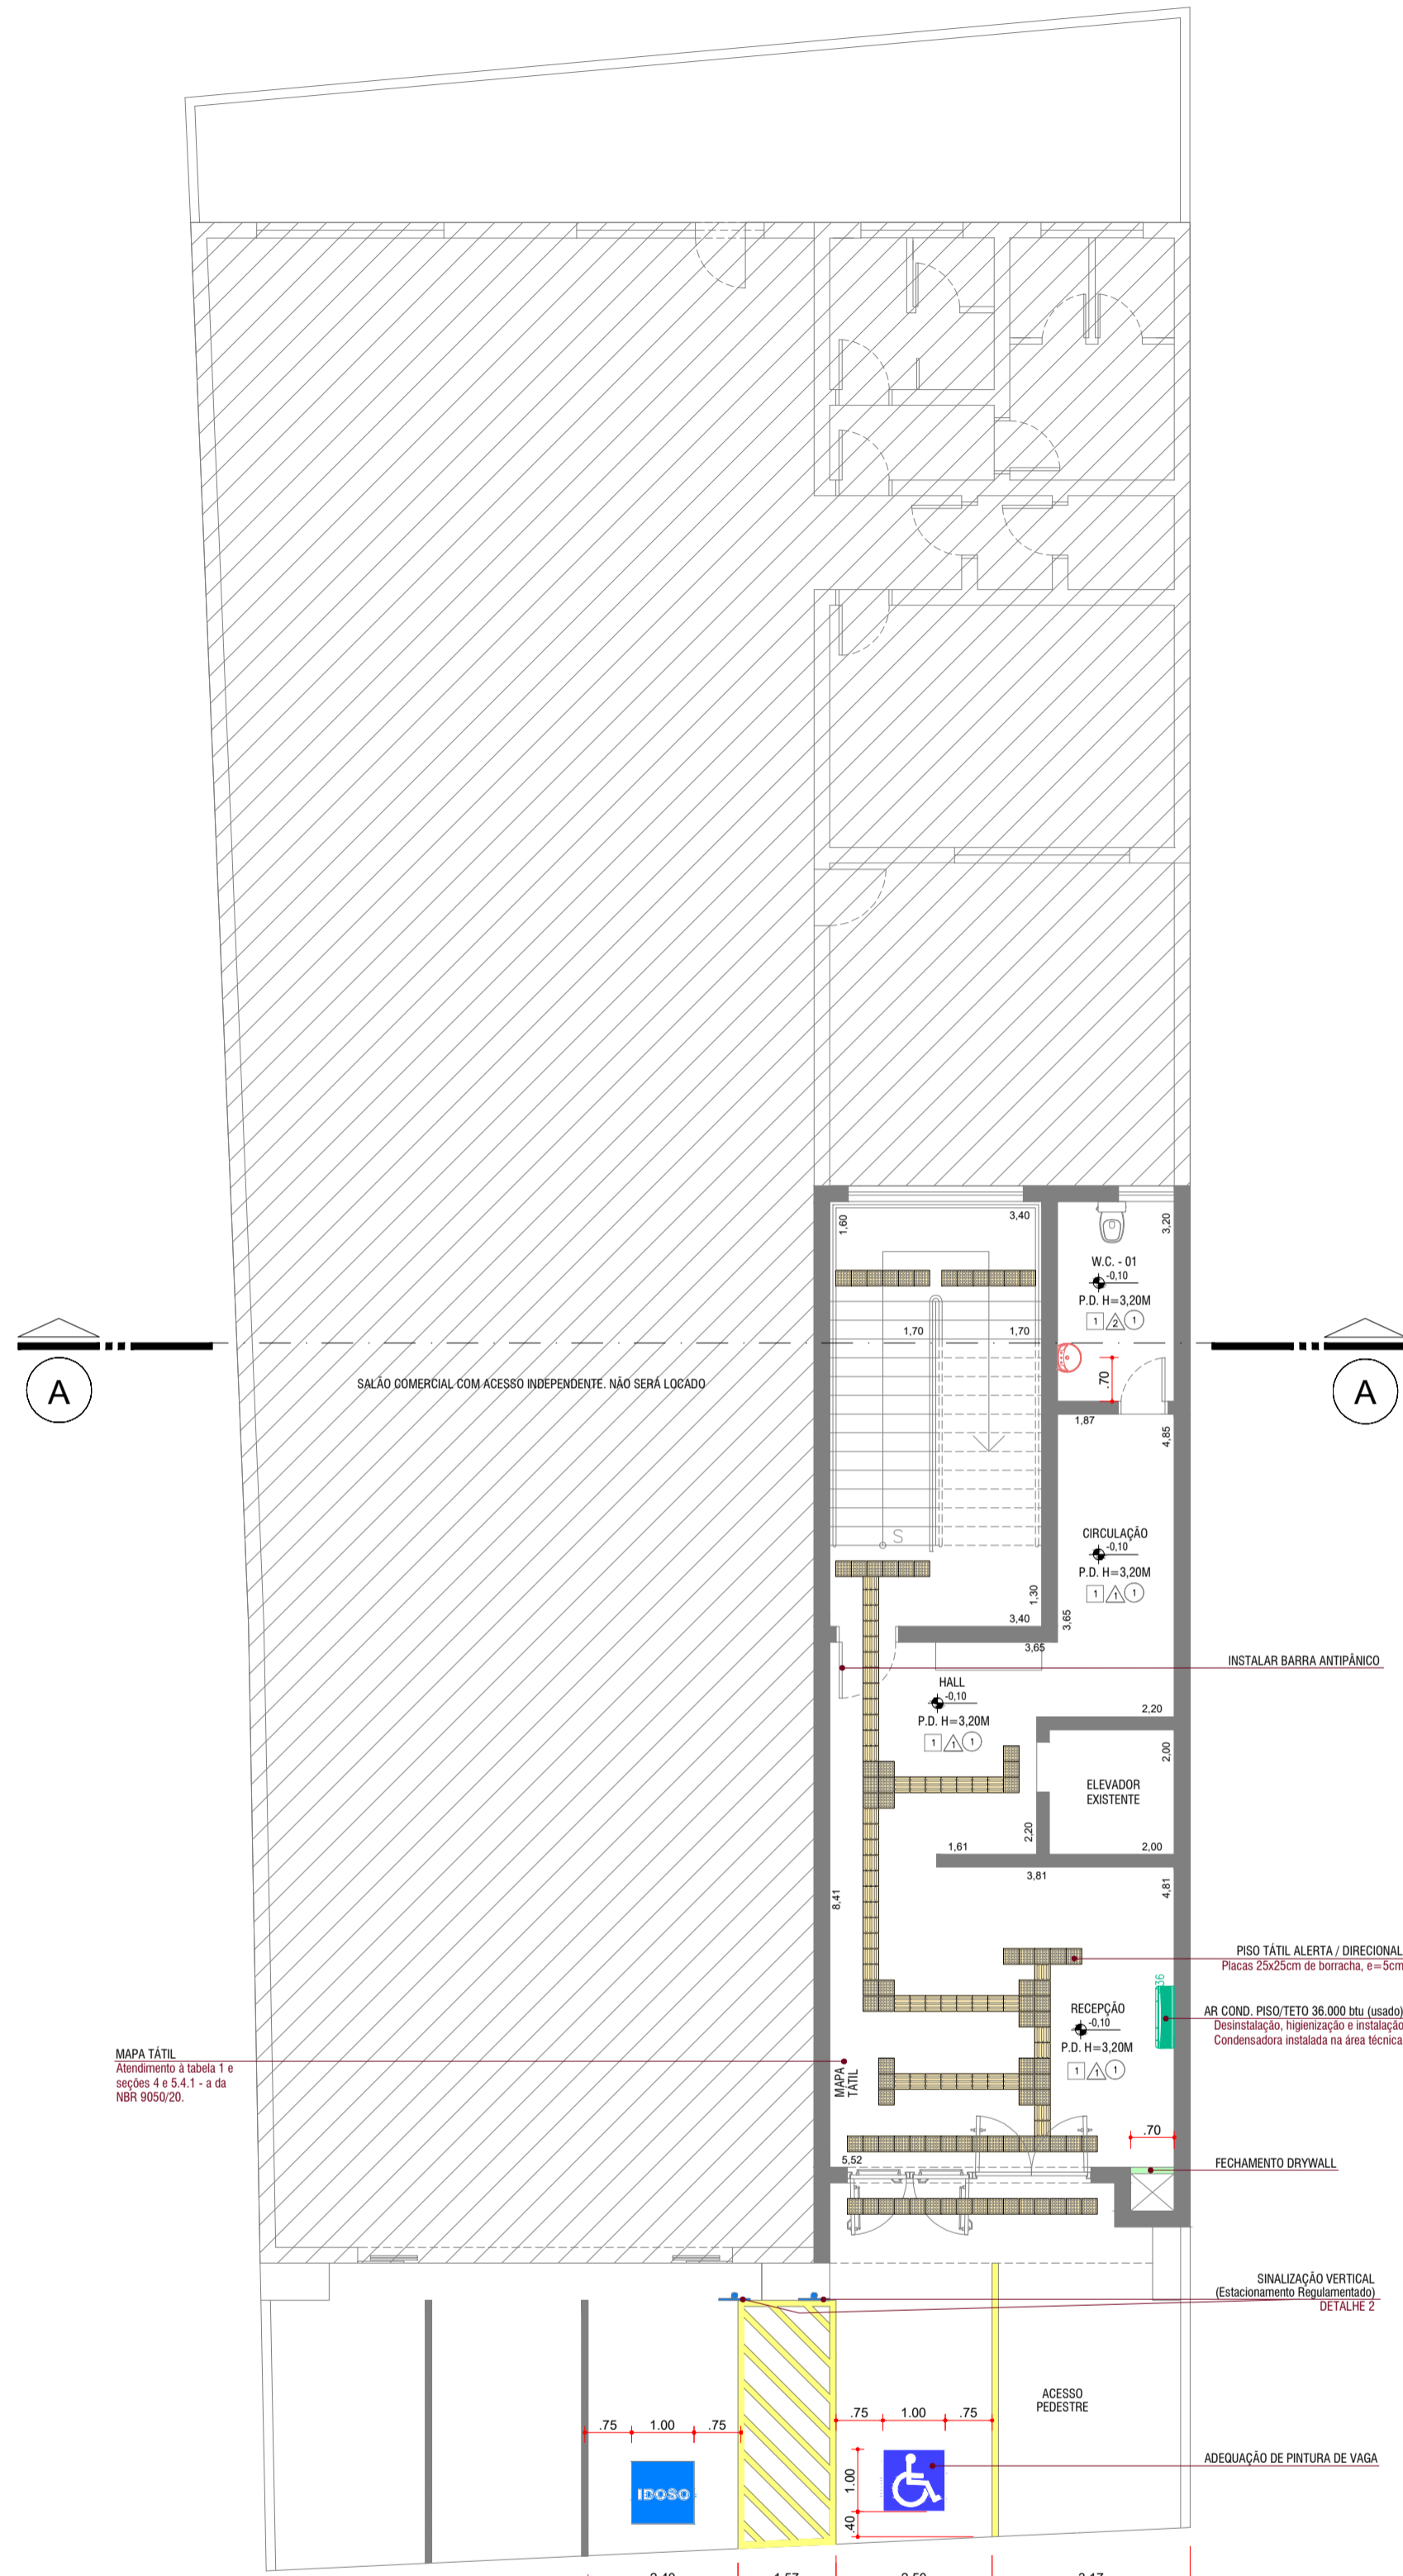 1,60
3,40
3,20
W.C. - 01
-0,10
P.D. H=3,20M
1 2 1
1,70
1,70
.70
A
A
SALÃO COMERCIAL COM ACESSO INDEPENDENTE. NÃO SERÁ LOCADO
1,87
4,85
S
CIRCULAÇÃO
-0,10
P.D. H=3,20M
1 1 1
1,30
3,40
3,65
3,65
INSTALAR BARRA ANTIPÂNICO
HALL
-0,10
P.D. H=3,20M
1 1 1
2,20
2,00
ELEVADOR
EXISTENTE
2,20
1,61
2,00
3,81
4,81
8,41
PISO TÁTIL ALERTA / DIRECIONAL
Placas 25x25cm de borracha, e=5cm
36
RECEPÇÃO
-0,10
P.D. H=3,20M
1 1 1
AR COND. PISO/TETO 36.000 btu (usado)
Desinstalação, higienização e instalação
Condensadora instalada na área técnica
MAPA TÁTIL
Atendimento à tabela 1 e
seções 4 e 5.4.1 - a da
NBR 9050/20.
MAPA
TÁTIL
.70
5,52
FECHAMENTO DRYWALL
SINALIZAÇÃO VERTICAL
(Estacionamento Regulamentado)
DETALHE 2
ACESSO
PEDESTRE
.75 1.00 .75
.75 1.00 .75
ADEQUAÇÃO DE PINTURA DE VAGA
1.00
IDOSO
.40